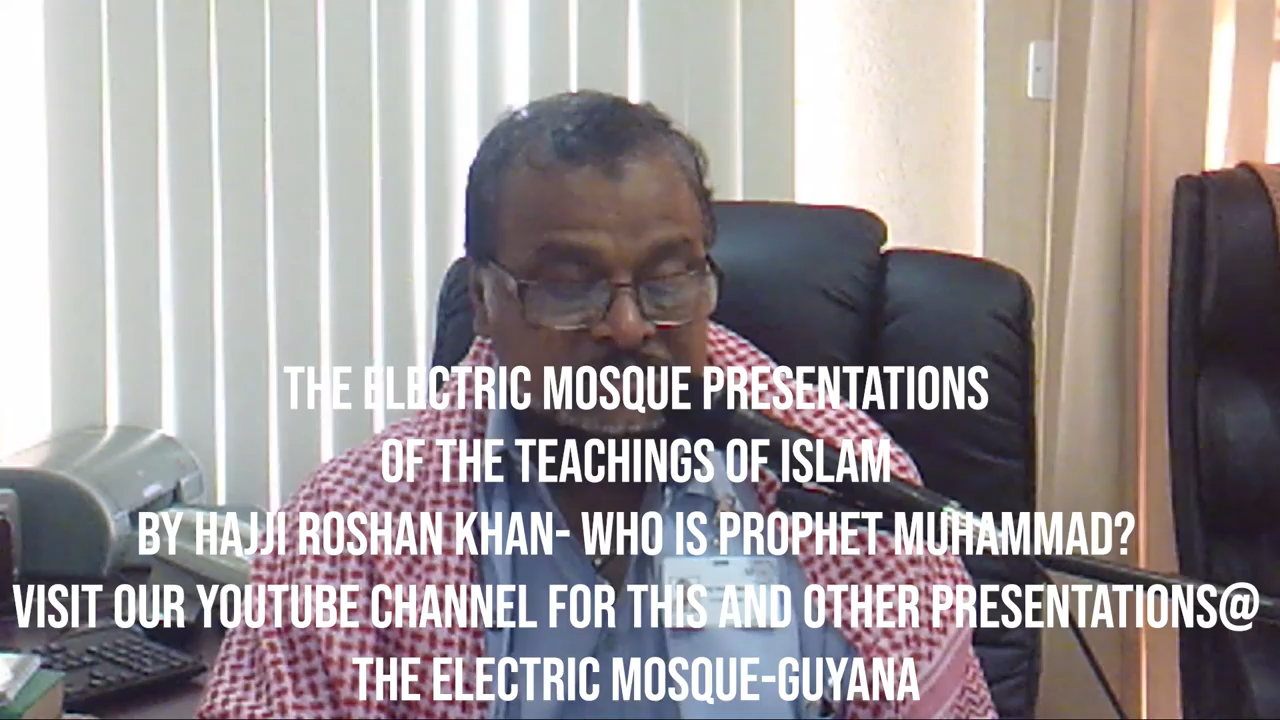 THE ELECTRIC MOSQUE PRESENTATIONS
OF THE TEACHINGS OF ISLAM
BY HAJJI ROSHAN KHAN- WHO IS PROPHET MUHAMMAD?
VISIT OUR YOUTUBE CHANNEL FOR THIS AND OTHER PRESENTATIONS@
THE ELECTRIC MOSQUE-GUYANA